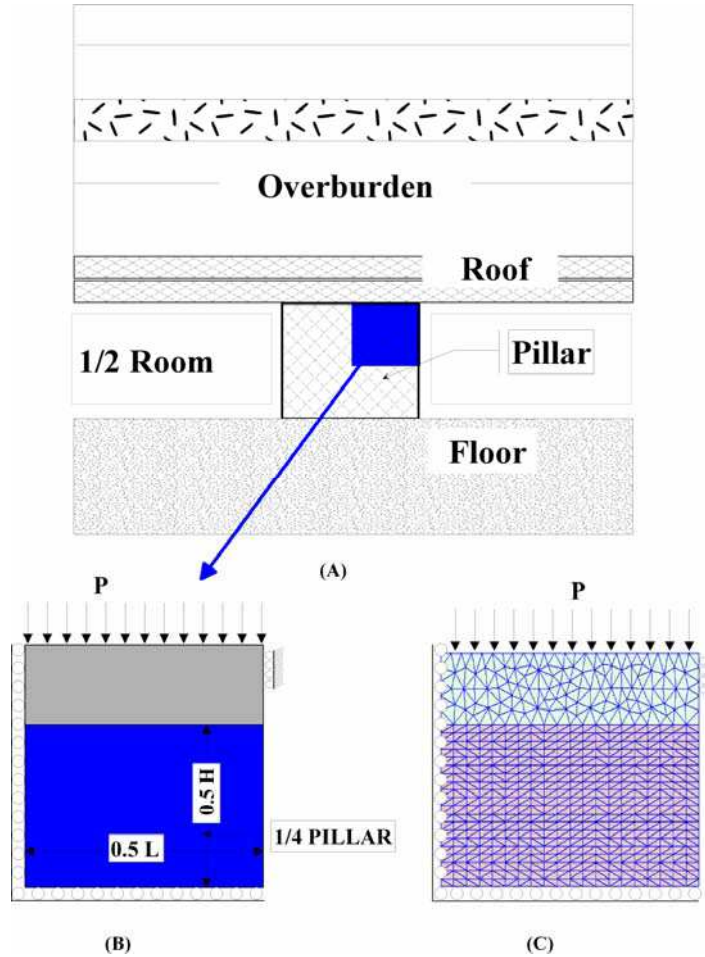 Overburden
Roof
1/2 Room
Pillar
Floor
(A)
P
0.5 H
0.5 L
1/4 PILLAR
(B)
P
(C)